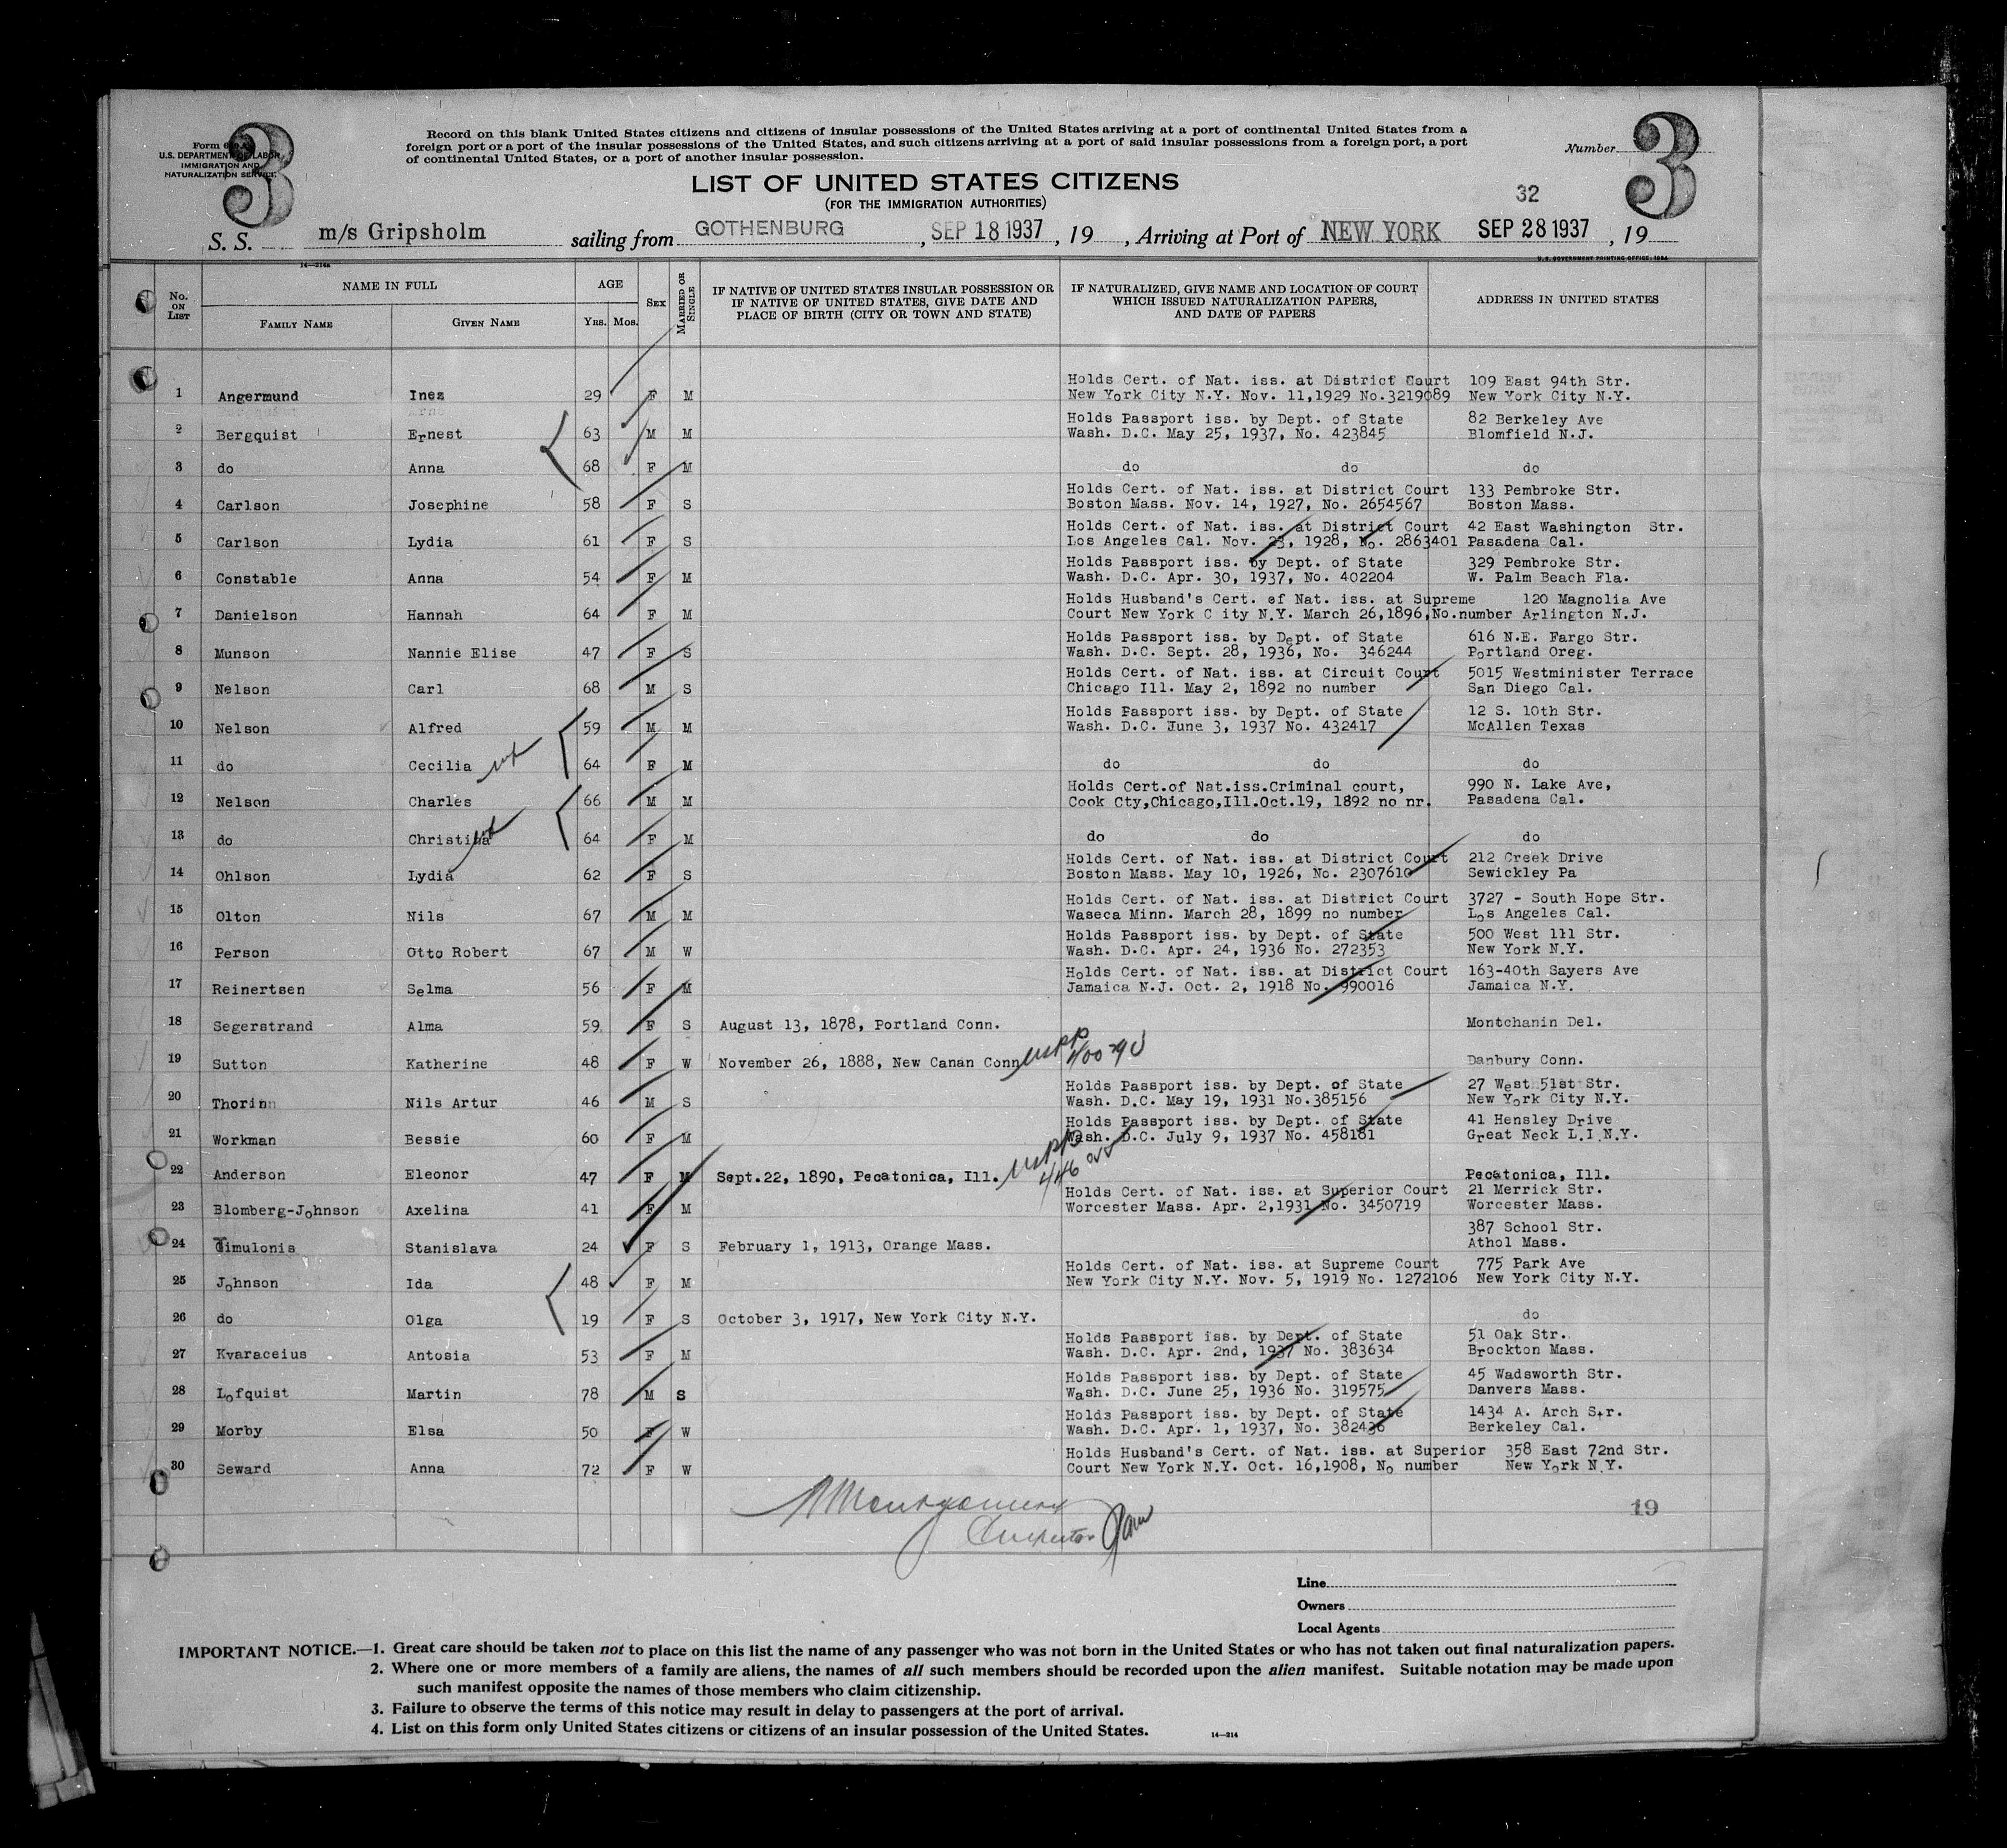 Form 630A
U.S. DEPARTMENT OF LABOR
IMMIGRATION AND
NATURALIZATION SERVICE
3
Record on this blank United States citizens and citizens of insular possessions of the United States arriving at a port of continental United States from a
foreign port or a port of the insular possessions of the United States, and such citizens arriving at a port of said insular possessions from a foreign port, a port
of continental United States, or a port of another insular possession.
Number 3
LIST OF UNITED STATES CITIZENS
(FOR THE IMMIGRATION AUTHORITIES)
32
S. S. m/s Gripsholm sailing from GOTHENBURG, SEP 18 1937, 19 , Arriving at Port of NEW YORK SEP 28 1937, 19
14—214a
U.S. GOVERNMENT PRINTING OFFICE: 1934
No. ON LIST NAME IN FULL AGE SEX MARRIED OR SINGLE IF NATIVE OF UNITED STATES INSULAR POSSESSION OR IF NATIVE OF UNITED STATES, GIVE DATE AND PLACE OF BIRTH (CITY OR TOWN AND STATE) IF NATURALIZED, GIVE NAME AND LOCATION OF COURT WHICH ISSUED NATURALIZATION PAPERS, AND DATE OF PAPERS ADDRESS IN UNITED STATES
FAMILY NAME GIVEN NAME YRS. MOS.
Holds Cert. of Nat. iss. at District Court 109 East 94th Str.
1 Angermund Ines 29 F M New York City N.Y. Nov. 11,1929 No.3219089 New York City N.Y.
Holds Passport iss. by Dept. of State 82 Berkeley Ave
2 Bergquist Ernest 63 M M Wash. D.C. May 25, 1937, No. 423845 Blomfield N.J.
3 do Anna 68 F M do do do
Holds Cert. of Nat. iss. at District Court 133 Pembroke Str.
4 Carlson Josephine 58 F S Boston Mass. Nov. 14, 1927, No. 2654567 Boston Mass.
Holds Cert. of Nat. iss. at District Court 42 East Washington Str.
5 Carlson Lydia 61 F S Los Angeles Cal. Nov. 23, 1928, No. 2863401 Pasadena Cal.
Holds Passport iss. by Dept. of State 329 Pembroke Str.
6 Constable Anna 54 F M Wash. D.C. Apr. 30, 1937, No. 402204 W. Palm Beach Fla.
Holds Husband's Cert. of Nat. iss. at Supreme 120 Magnolia Ave
7 Danielson Hannah 64 F M Court New York C ity N.Y. March 26,1896,No.number Arlington N.J.
Holds Passport iss. by Dept. of State 616 N.E. Fargo Str.
8 Munson Nannie Elise 47 F S Wash. D.C. Sept. 28, 1936, No. 346244 Portland Oreg.
Holds Cert. of Nat. iss. at Circuit Court 5015 Westminister Terrace
9 Nelson Carl 68 M S Chicago Ill. May 2, 1892 no number San Diego Cal.
Holds Passport iss. by Dept. of State 12 S. 10th Str.
10 Nelson Alfred 59 M M Wash. D.C. June 3, 1937 No. 432417 McAllen Texas
11 do Cecilia 64 F M do do do
Holds Cert.of Nat.iss.Criminal court, 990 N. Lake Ave,
12 Nelson Charles 66 M M Cook Cty,Chicago,Ill.Oct.19, 1892 no nr. Pasadena Cal.
13 do Christina 64 F M do do do
Holds Cert. of Nat. iss. at District Court 212 Creek Drive
14 Ohlson Lydia 62 F S Boston Mass. May 10, 1926, No. 2307610 Sewickley Pa
Holds Cert. of Nat. iss. at District Court 3727 - South Hope Str.
15 Olton Nils 67 M M Waseca Minn. March 28, 1899 no number Los Angeles Cal.
Holds Passport iss. by Dept. of State 500 West 111 Str.
16 Person Otto Robert 67 M W Wash. D.C. Apr. 24, 1936 No. 272353 New York N.Y.
Holds Cert. of Nat. iss. at District Court 163-40th Sayers Ave
17 Reinertsen Selma 56 F M Jamaica N.J. Oct. 2, 1918 No. 990016 Jamaica N.Y.
18 Segerstrand Alma 59 F S August 13, 1878, Portland Conn. Montchanin Del.
19 Sutton Katherine 48 F W November 26, 1888, New Canan Conn uspp Danbury Conn.
Holds Passport iss. by Dept. of State 27 West 51st Str.
20 Thorin Nils Artur 46 M S Wash. D.C. May 19, 1931 No.385156 New York City N.Y.
Holds Passport iss. by Dept. of State 41 Hensley Drive
21 Workman Bessie 60 F M Wash. D.C. July 9, 1937 No. 458181 Great Neck L.I.N.Y.
22 Anderson Eleonor 47 F M Sept.22, 1890, Pecatonica, Ill. uspp Pecatonica, Ill.
Holds Cert. of Nat. iss. at Superior Court 21 Merrick Str.
23 Blomberg-Johnson Axelina 41 F M Worcester Mass. Apr. 2,1931 No. 3450719 Worcester Mass.
387 School Str.
24 Timulonis Stanislava 24 F S February 1, 1913, Orange Mass. Athol Mass.
Holds Cert. of Nat. iss. at Supreme Court 775 Park Ave
25 Johnson Ida 48 F M New York City N.Y. Nov. 5, 1919 No. 1272106 New York City N.Y.
26 do Olga 19 F S October 3, 1917, New York City N.Y. do
Holds Passport iss. by Dept. of State 51 Oak Str.
27 Kvaraceius Antosia 53 F M Wash. D.C. Apr. 2nd, 1937 No. 383634 Brockton Mass.
Holds Passport iss. by Dept. of State 45 Wadsworth Str.
28 Lofquist Martin 78 M S Wash. D.C. June 25, 1936 No. 319575 Danvers Mass.
Holds Passport iss. by Dept. of State 1434 A. Arch Str.
29 Morby Elsa 50 F W Wash. D.C. Apr. 1, 1937, No. 382436 Berkeley Cal.
Holds Husband's Cert. of Nat. iss. at Superior 358 East 72nd Str.
30 Seward Anna 72 F W Court New York N.Y. Oct. 16,1908, No number New York N.Y.
19
Line
Owners
Local Agents
IMPORTANT NOTICE.—1. Great care should be taken not to place on this list the name of any passenger who was not born in the United States or who has not taken out final naturalization papers.
2. Where one or more members of a family are aliens, the names of all such members should be recorded upon the alien manifest. Suitable notation may be made upon
such manifest opposite the names of those members who claim citizenship.
3. Failure to observe the terms of this notice may result in delay to passengers at the port of arrival.
4. List on this form only United States citizens or citizens of an insular possession of the United States.
14—214